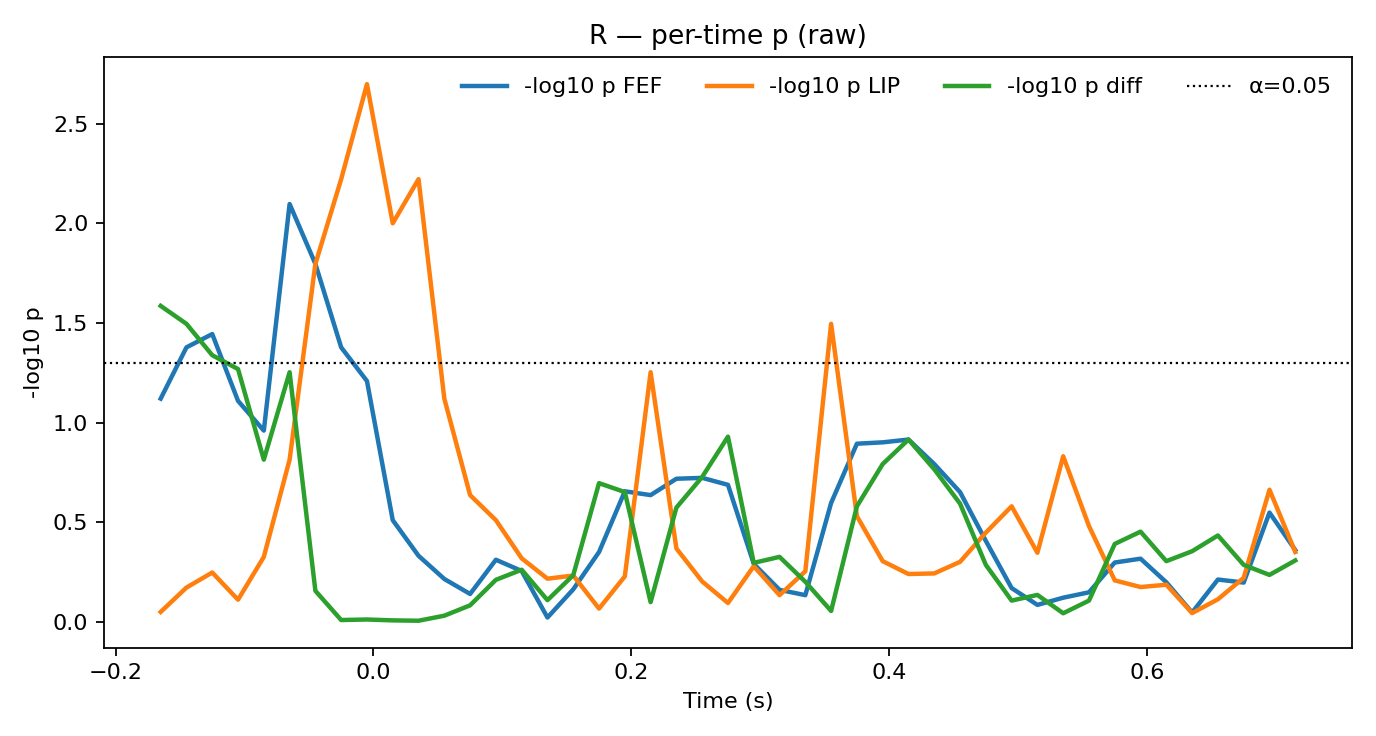 R — per-time p (raw)
-log10 p FEF
-log10 p LIP
-log10 p diff
α=0.05
-log10 p
2.5
2.0
1.5
1.0
0.5
0.0
−0.2
0.0
0.2
0.4
0.6
Time (s)